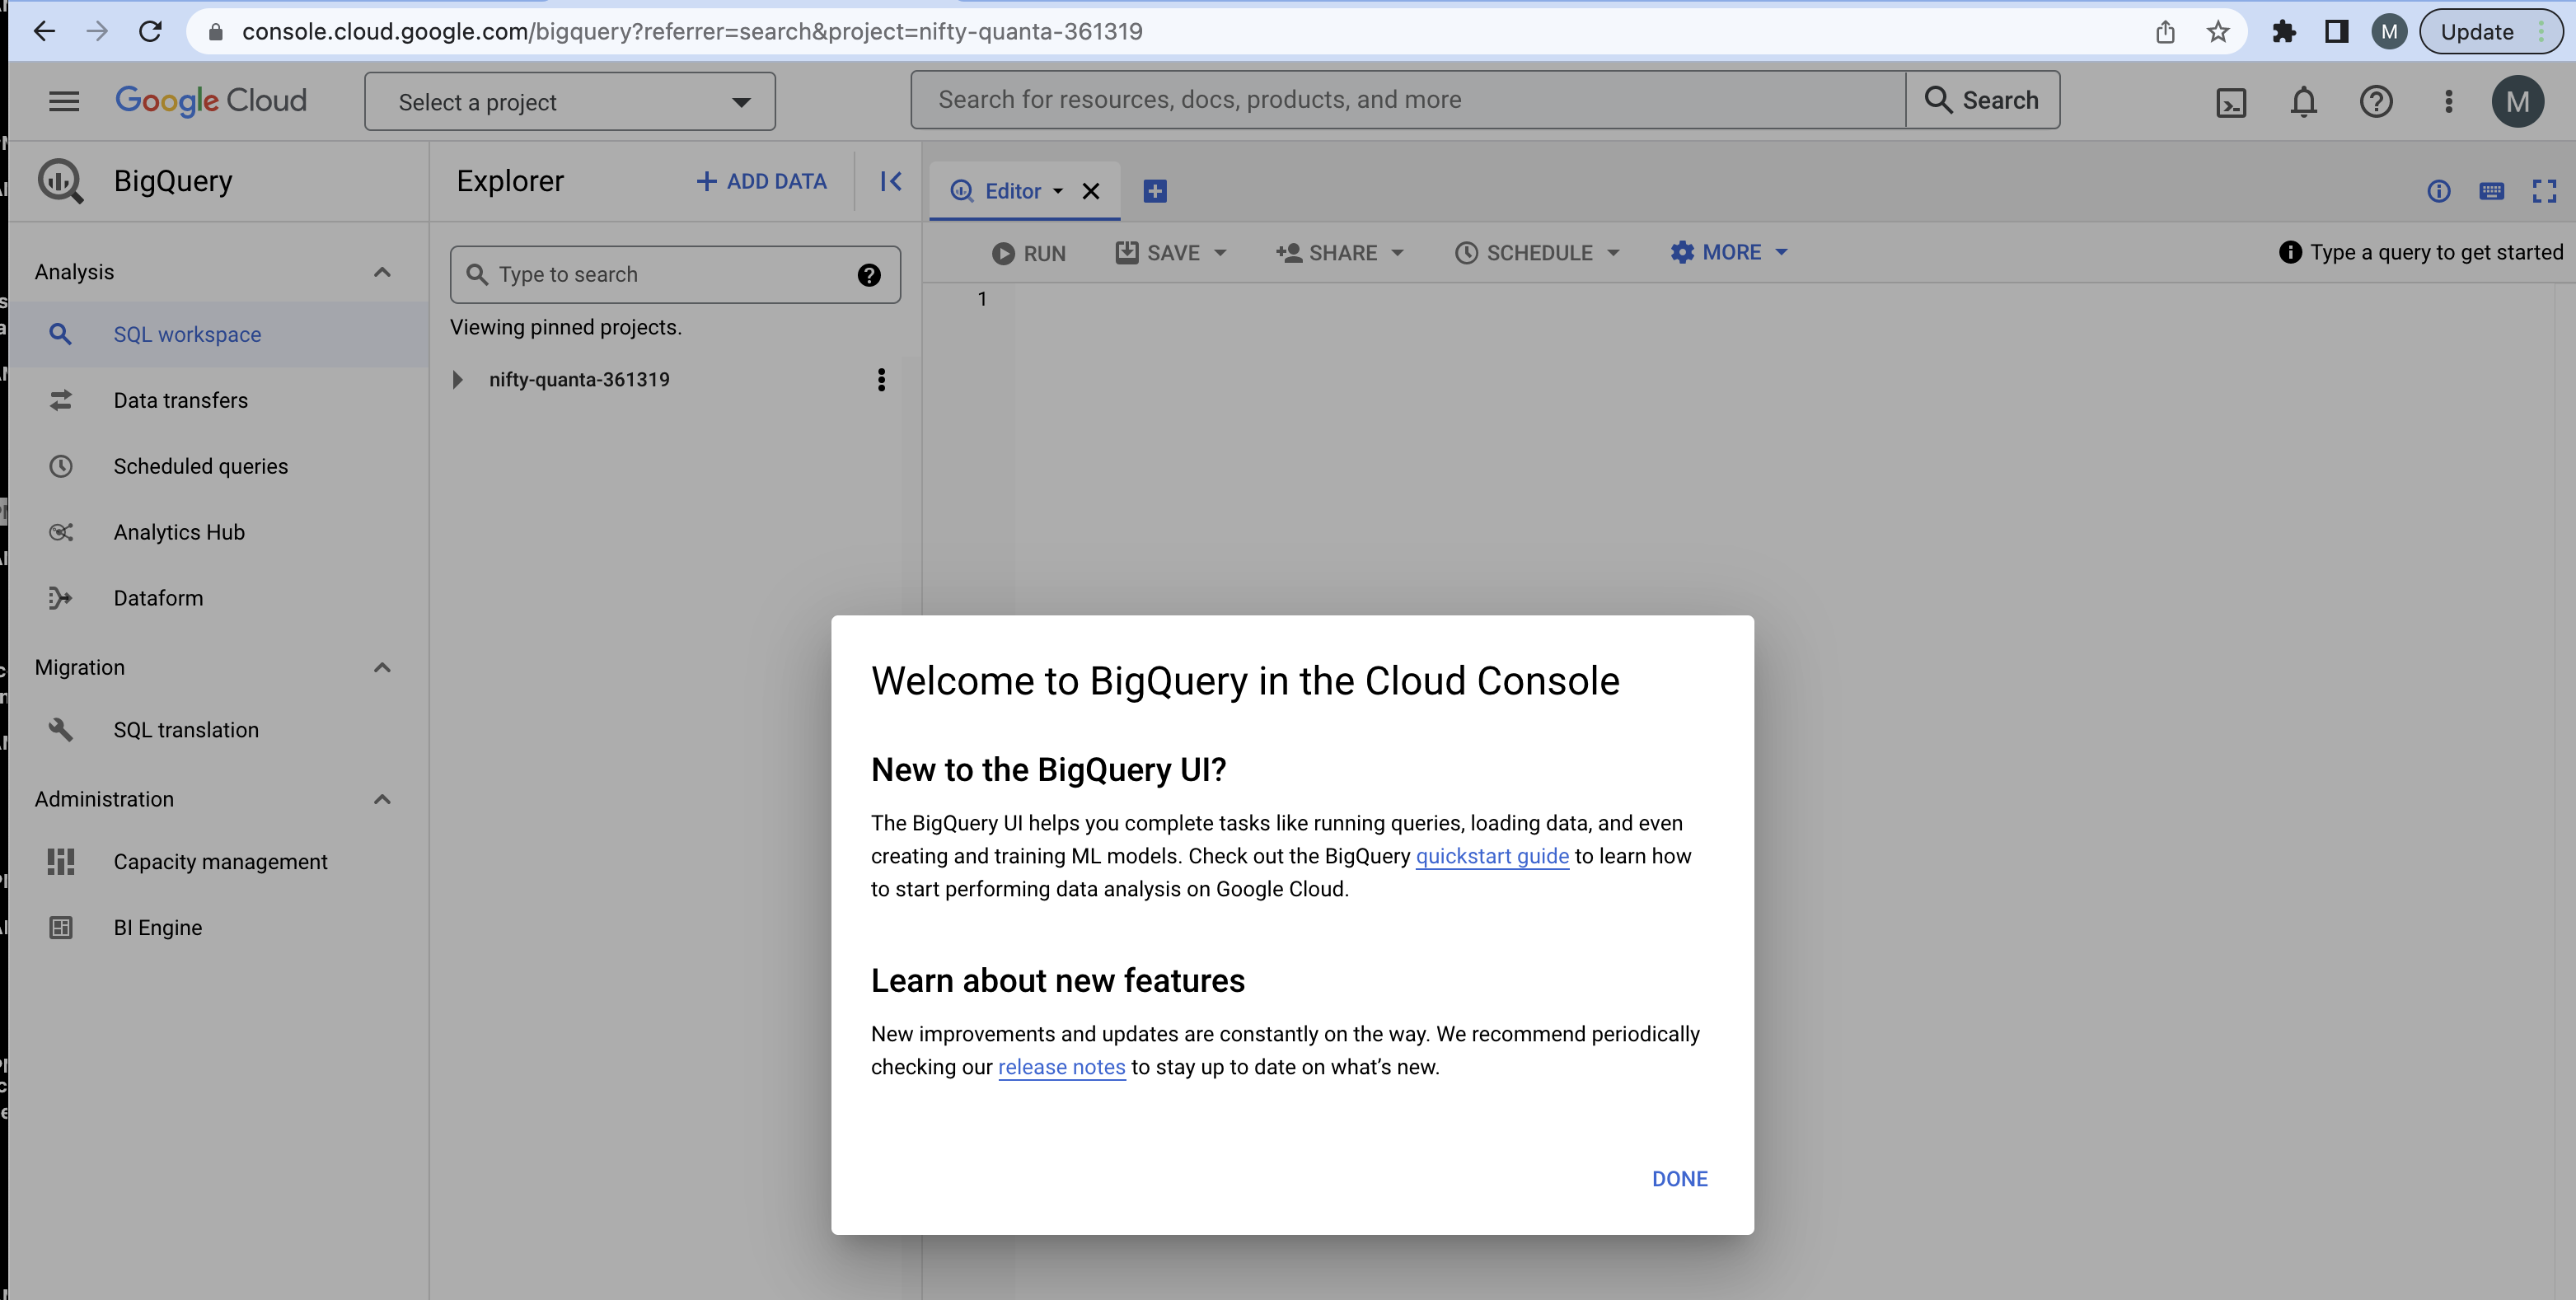 console.cloud.google.com/bigquery?referrer=search&project=nifty-quanta-361319
M
Update
Google Cloud
Select a project
Search for resources, docs, products, and more
Search
M
BigQuery
Analysis
SQL workspace
Data transfers
Scheduled queries
Analytics Hub
Dataform
Migration
SQL translation
Administration
Capacity management
BI Engine
Explorer
+ ADD DATA
Type to search
Viewing pinned projects.
nifty-quanta-361319
Editor
RUN
SAVE
SHARE
SCHEDULE
MORE
Type a query to get started
1
Welcome to BigQuery in the Cloud Console
New to the BigQuery UI?
The BigQuery UI helps you complete tasks like running queries, loading data, and even
creating and training ML models. Check out the BigQuery quickstart guide to learn how
to start performing data analysis on Google Cloud.
Learn about new features
New improvements and updates are constantly on the way. We recommend periodically
checking our release notes to stay up to date on what’s new.
DONE